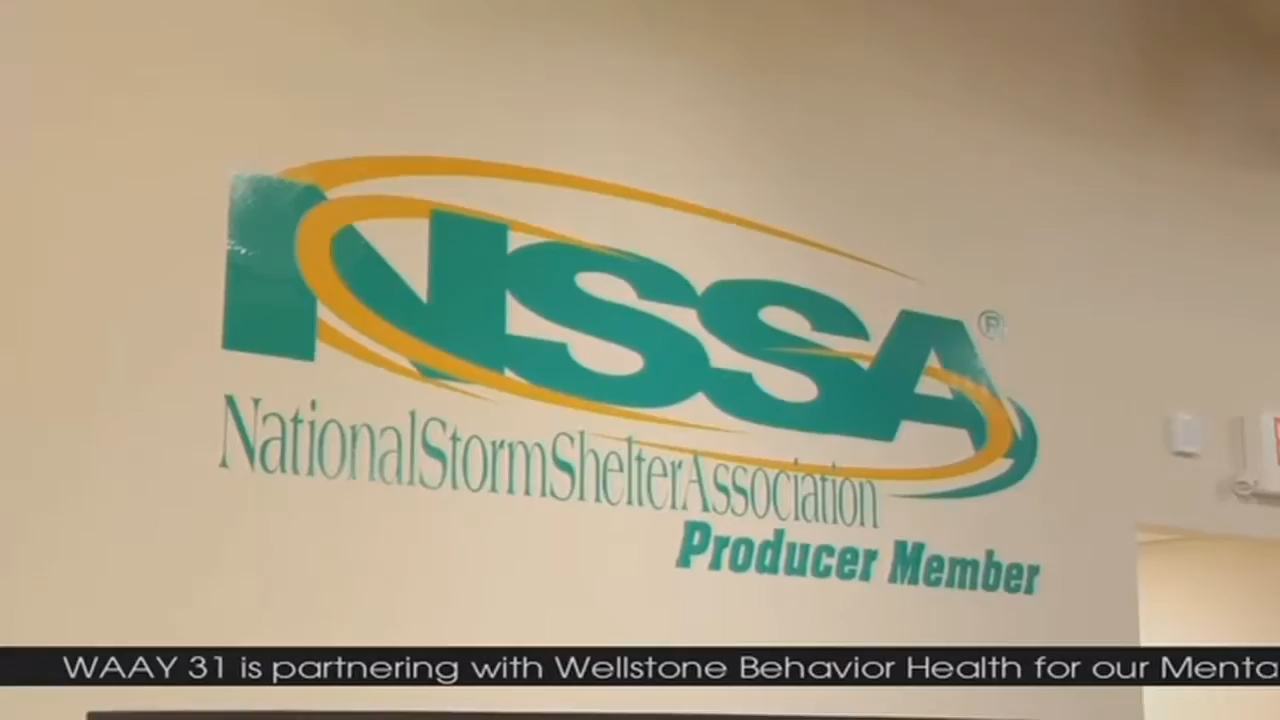 NSSA®
NationalStormShelterAssociation
Producer Member
WAAY 31 is partnering with Wellstone Behavior Health for our Menta